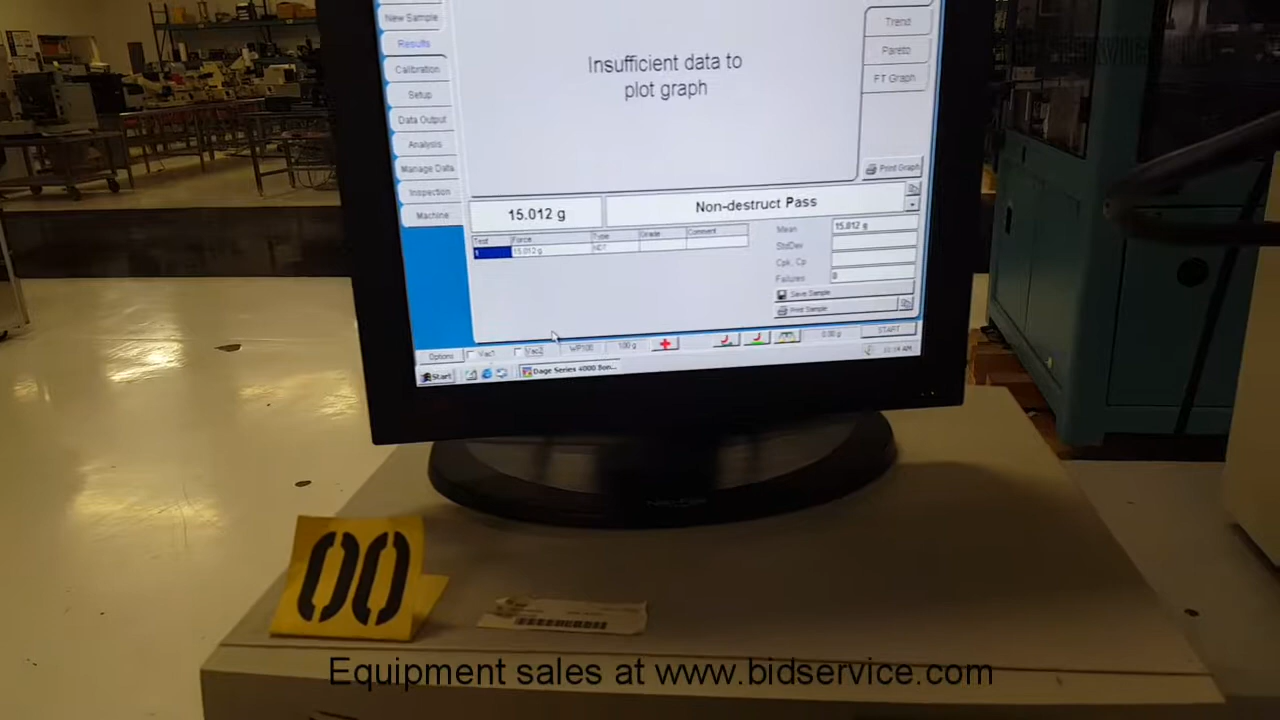 New Sample
Results
Calibration
Setup
Data Output
Analysis
Manage Data
Inspection
Machine
Insufficient data to
plot graph
Trend
Pareto
FT Graph
Print Graph
15.012 g
Non-destruct Pass
Test Force Type Grade Comment
1 15.012 g NDT
Mean 15.012 g
StdDev
Cpk, Cp
Failures 0
Save Sample
Print Sample
Options Vac1 Vac2 WP100 100 g 0.00 g START
Start Dage Series 4000 Bon...
00
Equipment sales at www.bidservice.com